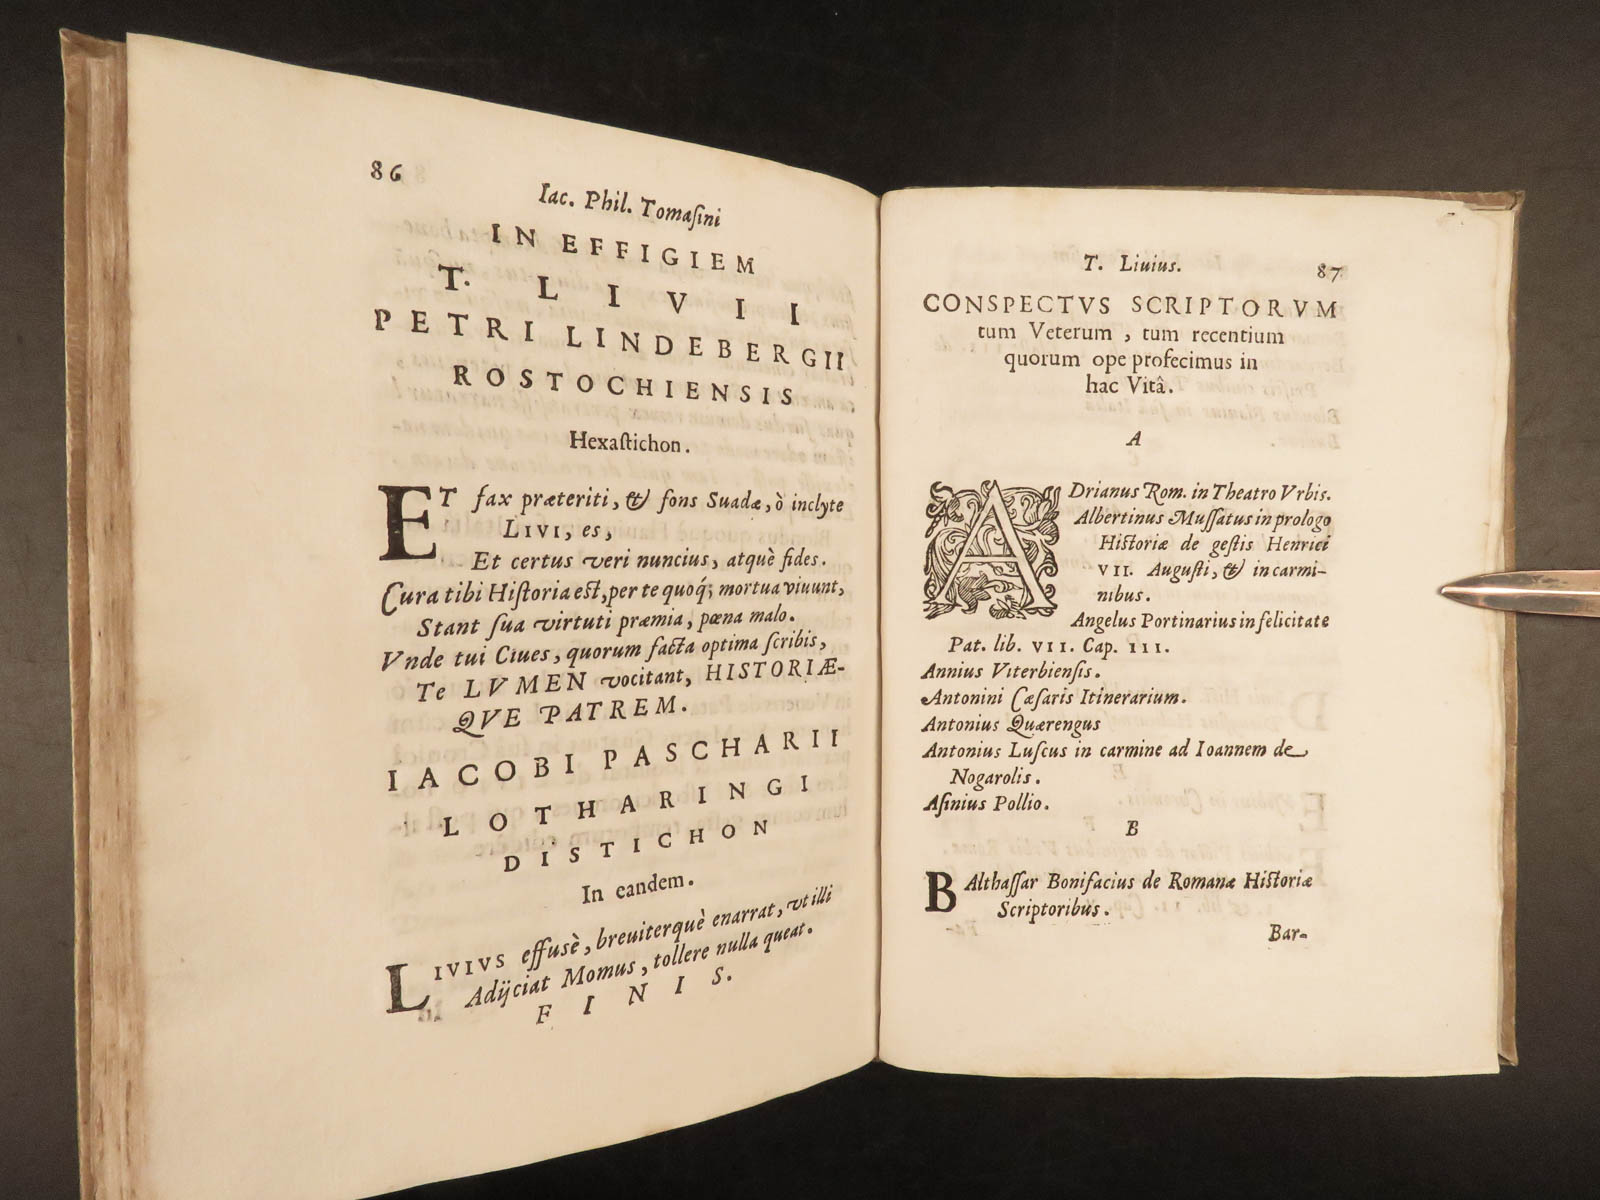 86
Iac. Phil. Tomaſini
IN EFFIGIEM
T. LIVII
PETRI LINDEBERGII
ROSTOCHIENSIS
Hexaſtichon.
ET fax præteriti, & fons Suadæ, ò inclyte
LIVI, es,
Et certus veri nuncius, atquè fides.
Cura tibi Hiſtoria eſt, per te quoq́; mortua viuunt,
Stant ſua virtuti præmia, pœna malo.
Vnde tui Ciues, quorum facta optima ſcribis,
Te LVMEN vocitant, HISTORIÆ-
QVE PATREM.
IACOBI PASCHARII
LOTHARINGI
DISTICHON
In eandem.
LIVIVS effusè, breuiterquè enarrat, vt illi
Adijciat Momus, tollere nulla queat.
FINIS.
T. Liuius. 87
CONSPECTVS SCRIPTORVM
tum Veterum, tum recentium
quorum ope profecimus in
hac Vitâ.
A
ADrianus Rom. in Theatro Vrbis.
Albertinus Muſſatus in prologo
Hiſtoriæ de geſtis Henrici
VII. Auguſti, & in carmi-
nibus.
Angelus Portinarius in felicitate
Pat. lib. VII. Cap. III.
Annius Viterbienſis.
Antonini Cæſaris Itinerarium.
Antonius Quærengus
Antonius Luſcus in carmine ad Ioannem de
Nogarolis.
Aſinius Pollio.
B
BAlthaſſar Bonifacius de Romanæ Hiſtoriæ
Scriptoribus.
Bar-